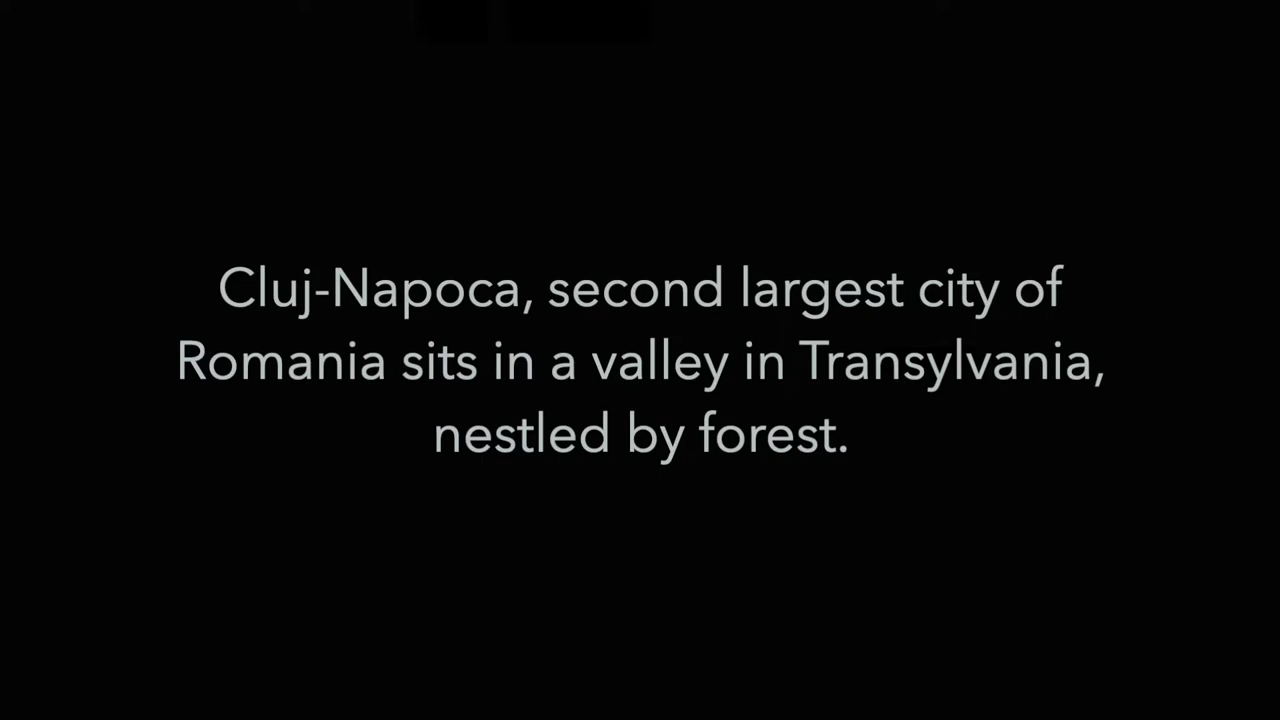 Cluj-Napoca, second largest city of
Romania sits in a valley in Transylvania,
nestled by forest.